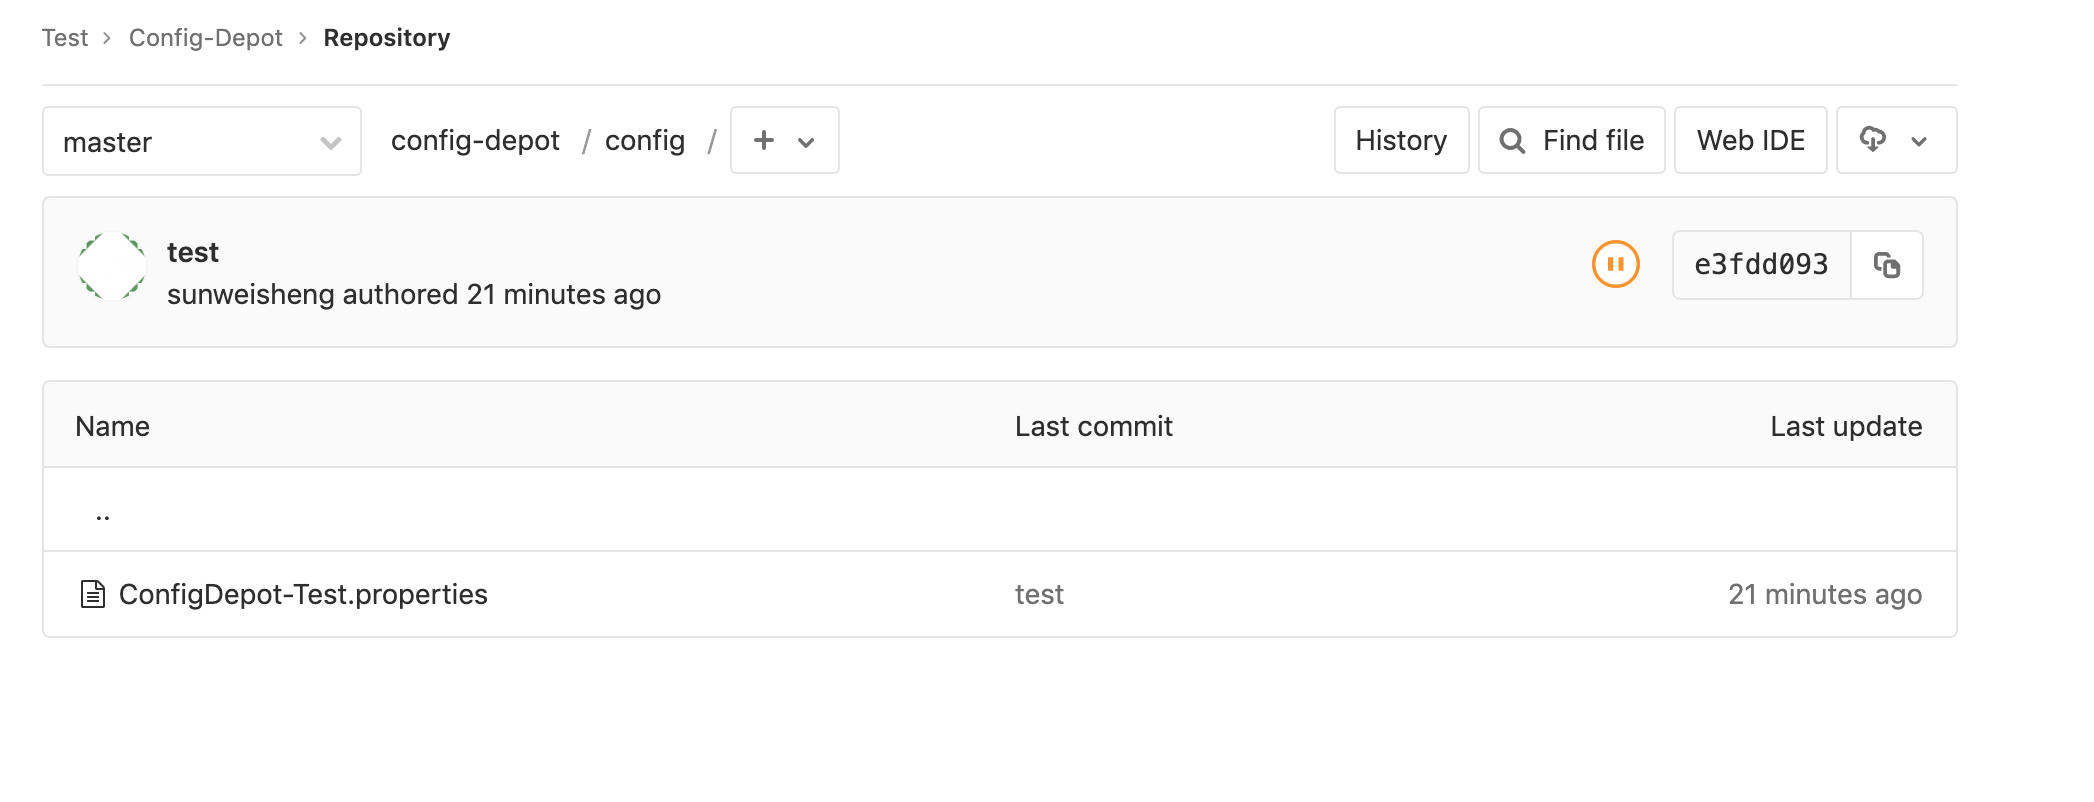 Test > Config-Depot > Repository
master config-depot / config / + History Find file Web IDE
test
sunweisheng authored 21 minutes ago e3fdd093
Name Last commit Last update
..
ConfigDepot-Test.properties test 21 minutes ago